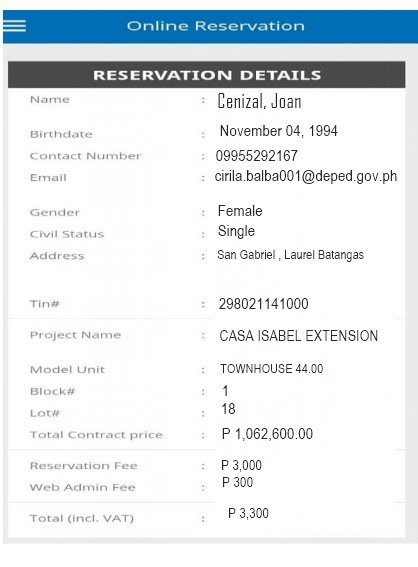 Online Reservation
RESERVATION DETAILS
Name : Cenizal, Joan
Birthdate : November 04, 1994
Contact Number : 09955292167
Email : cirila.balba001@deped.gov.ph
Gender : Female
Civil Status : Single
Address : San Gabriel , Laurel Batangas
Tin# : 298021141000
Project Name : CASA ISABEL EXTENSION
Model Unit : TOWNHOUSE 44.00
Block# : 1
Lot# : 18
Total Contract price : P 1,062,600.00
Reservation Fee : P 3,000
Web Admin Fee : P 300
Total (incl. VAT) : P 3,300